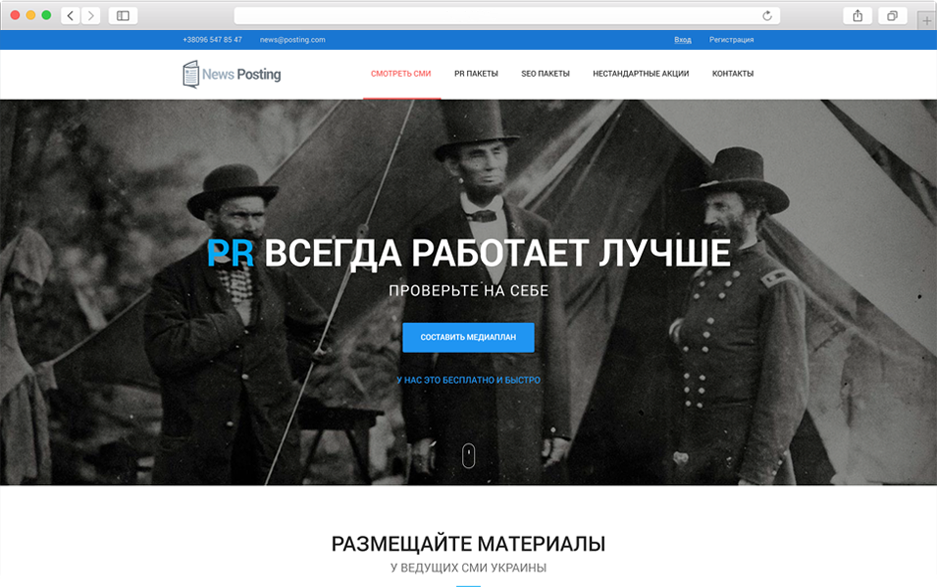 +38096 547 85 47 news@posting.com Вход Регистрация
News Posting СМОТРЕТЬ СМИ PR ПАКЕТЫ SEO ПАКЕТЫ НЕСТАНДАРТНЫЕ АКЦИИ КОНТАКТЫ
PR ВСЕГДА РАБОТАЕТ ЛУЧШЕ
ПРОВЕРЬТЕ НА СЕБЕ
СОСТАВИТЬ МЕДИАПЛАН
У НАС ЭТО БЕСПЛАТНО И БЫСТРО
РАЗМЕЩАЙТЕ МАТЕРИАЛЫ
У ВЕДУЩИХ СМИ УКРАИНЫ